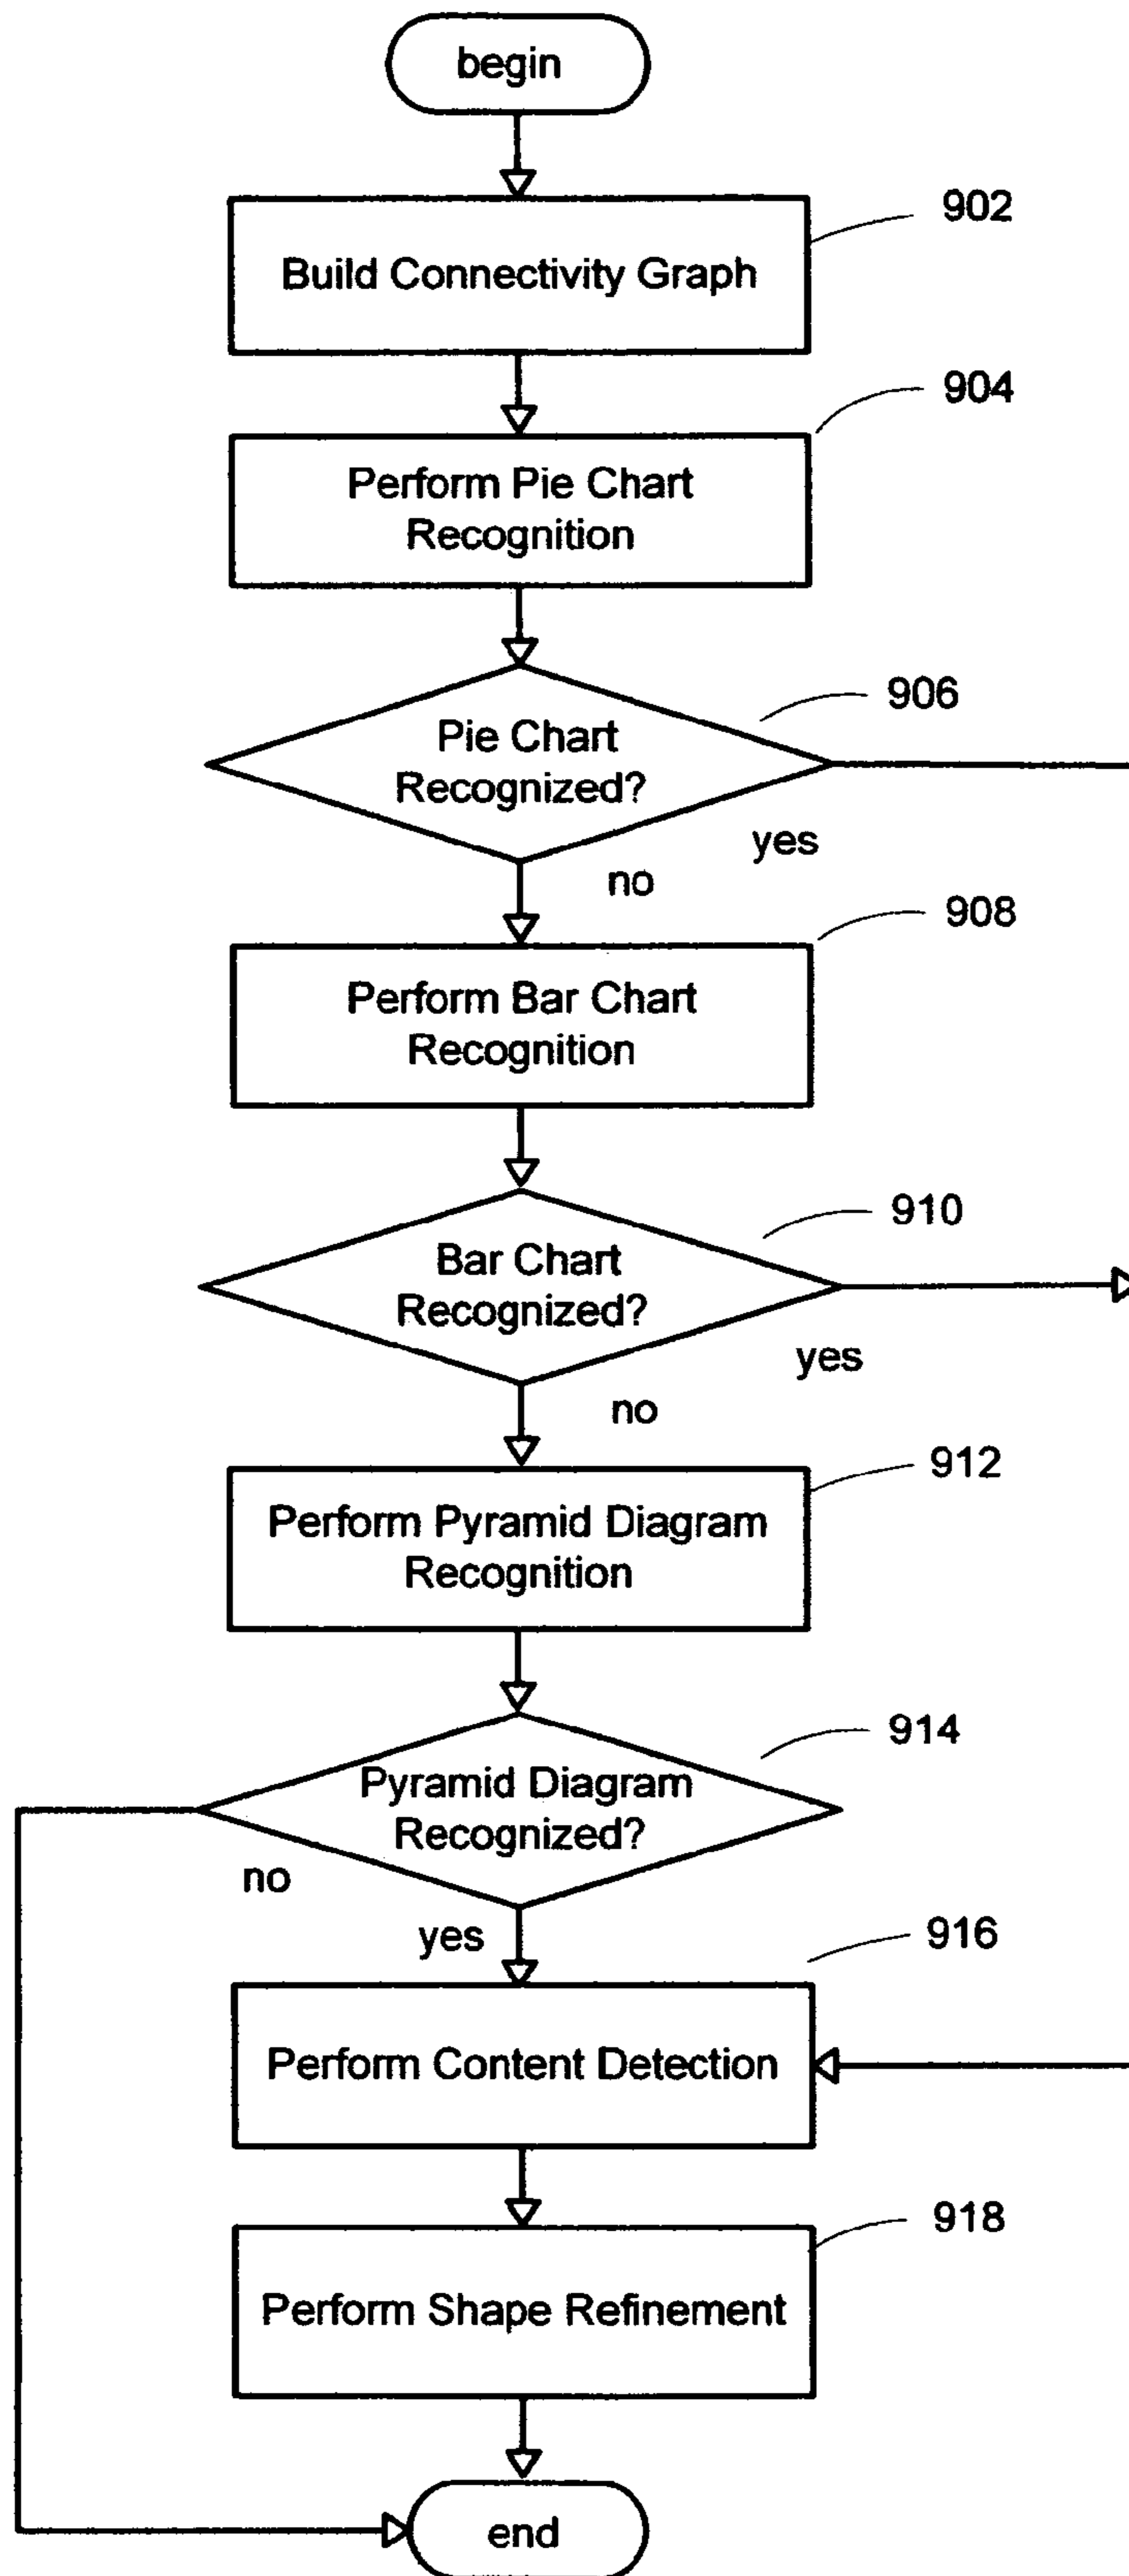 begin
902
Build Connectivity Graph
904
Perform Pie Chart
Recognition
906
Pie Chart
Recognized?
yes
no
908
Perform Bar Chart
Recognition
910
Bar Chart
Recognized?
yes
no
912
Perform Pyramid Diagram
Recognition
914
Pyramid Diagram
Recognized?
no
yes
916
Perform Content Detection
918
Perform Shape Refinement
end